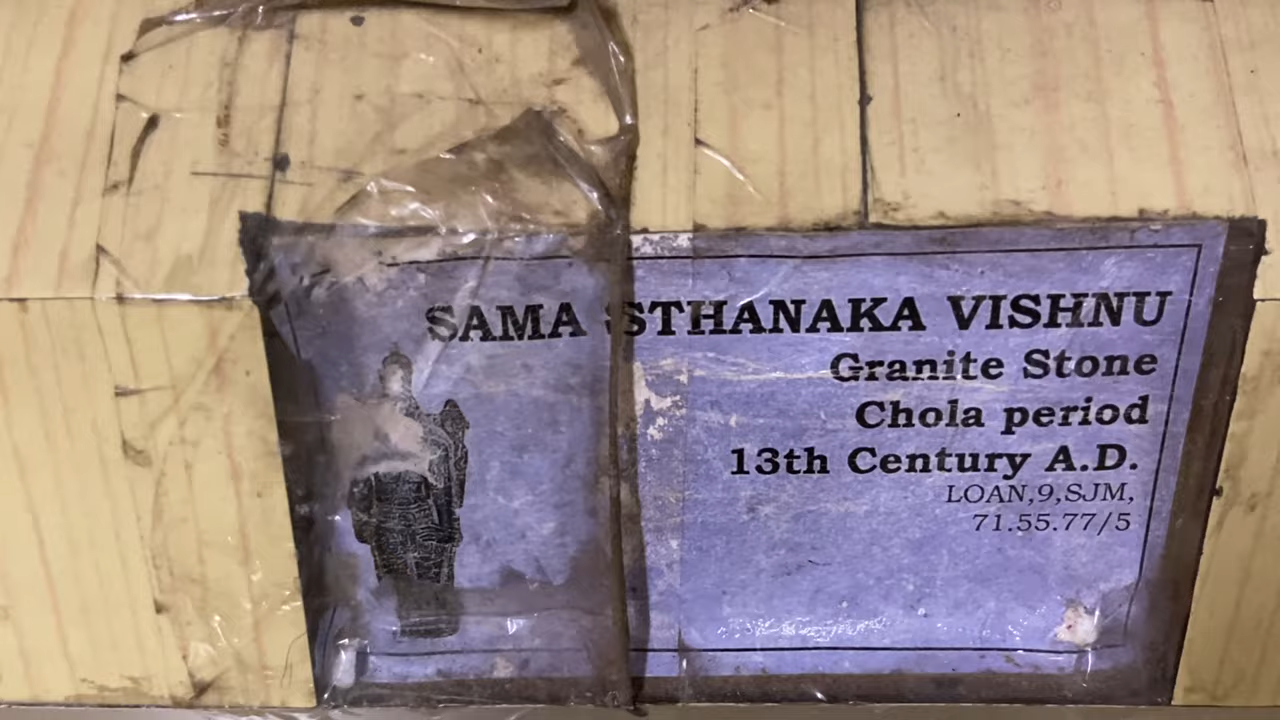 SAMA STHANAKA VISHNU
Granite Stone
Chola period
13th Century A.D.
LOAN,9,SJM,
71.55.77/5